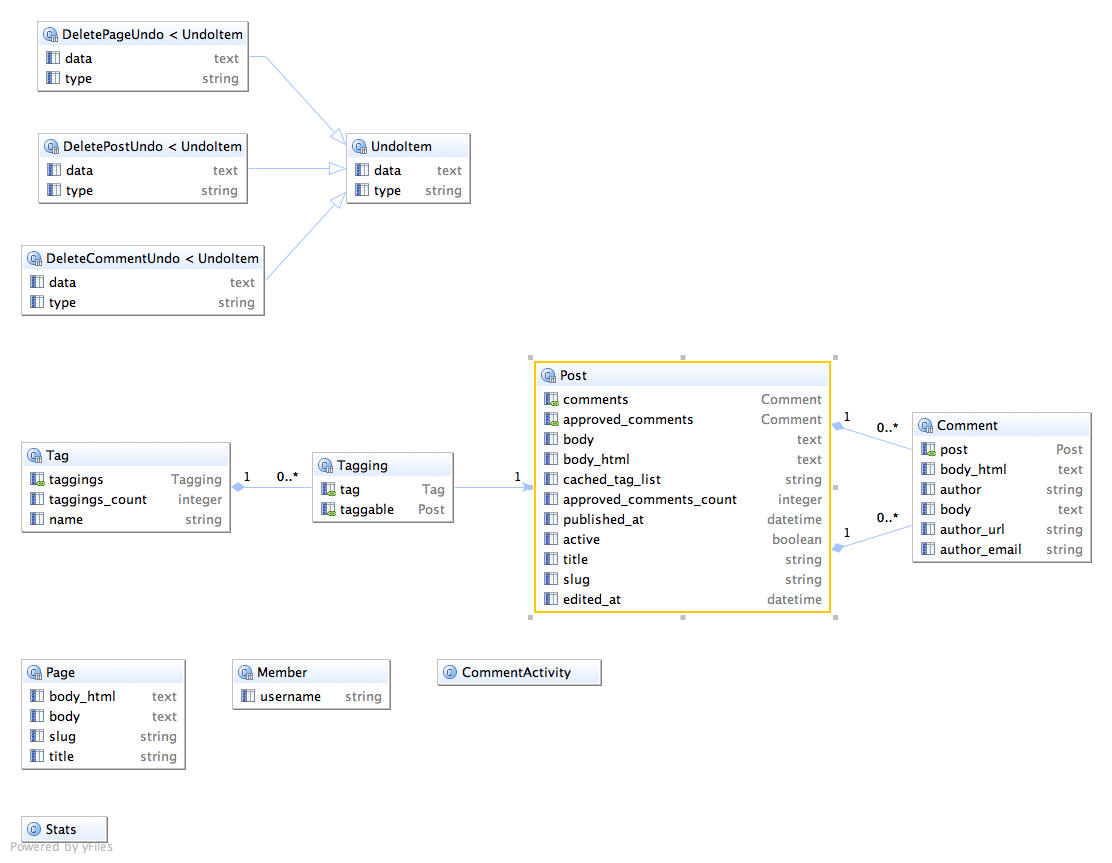 DeletePageUndo < UndoItem
data text
type string
DeletePostUndo < UndoItem
data text
type string
UndoItem
data text
type string
DeleteCommentUndo < UndoItem
data text
type string
Tag
taggings Tagging
taggings_count integer
name string
1 0..*
Tagging
tag Tag
taggable Post
1
Post
comments Comment
approved_comments Comment
body text
body_html text
cached_tag_list string
approved_comments_count integer
published_at datetime
active boolean
title string
slug string
edited_at datetime
1 0..*
1 0..*
Comment
post Post
body_html text
author string
body text
author_url string
author_email string
Page
body_html text
body text
slug string
title string
Member
username string
CommentActivity
Stats
Powered by yFiles